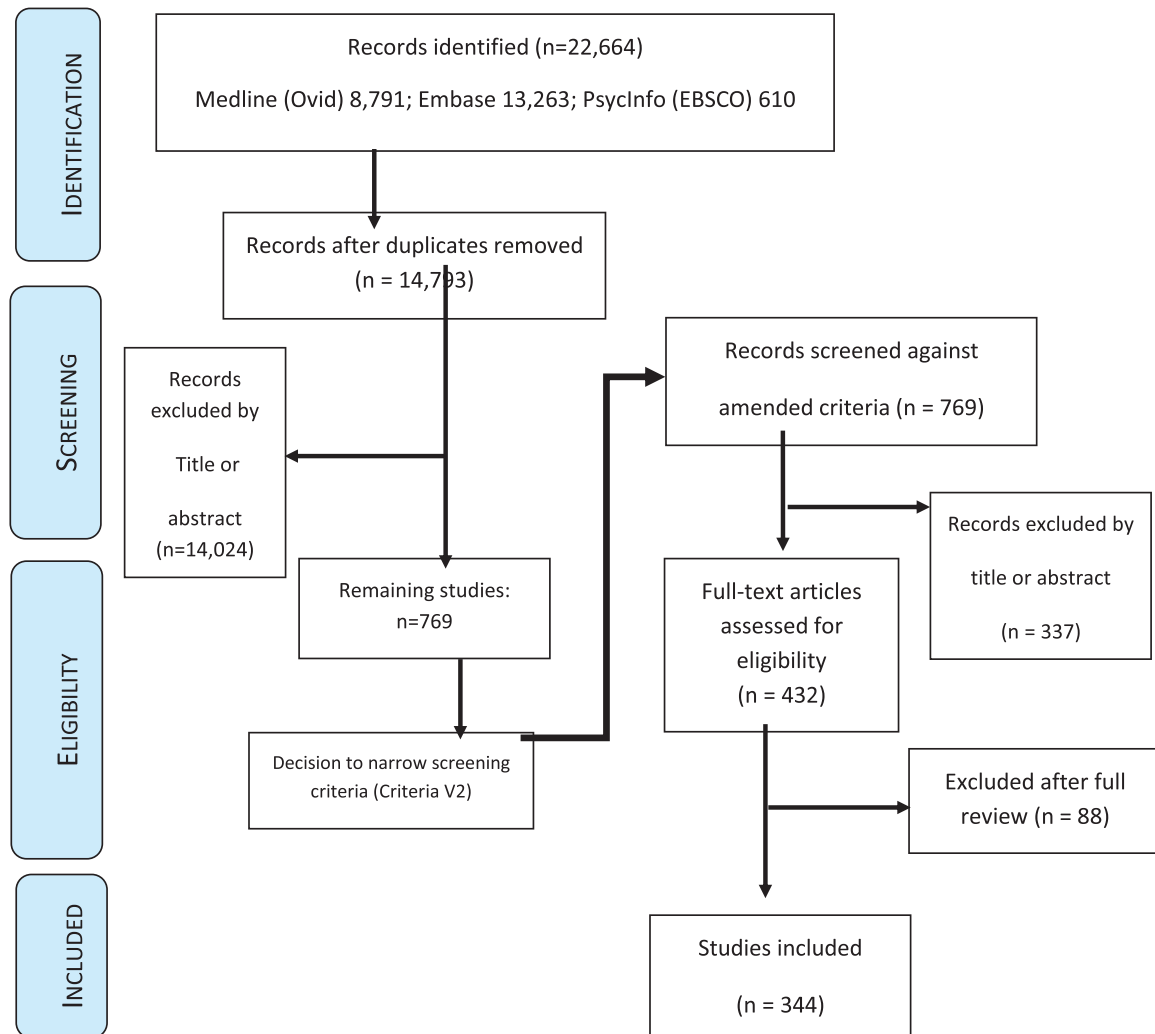 IDENTIFICATION
Records identified (n=22,664)
Medline (Ovid) 8,791; Embase 13,263; PsycInfo (EBSCO) 610
Records after duplicates removed
(n = 14,793)
SCREENING
Records
excluded by
Title or
abstract
(n=14,024)
Records screened against
amended criteria (n = 769)
Records excluded by
title or abstract
(n = 337)
ELIGIBILITY
Remaining studies:
n=769
Full-text articles
assessed for
eligibility
(n = 432)
Decision to narrow screening
criteria (Criteria V2)
Excluded after full
review (n = 88)
INCLUDED
Studies included
(n = 344)